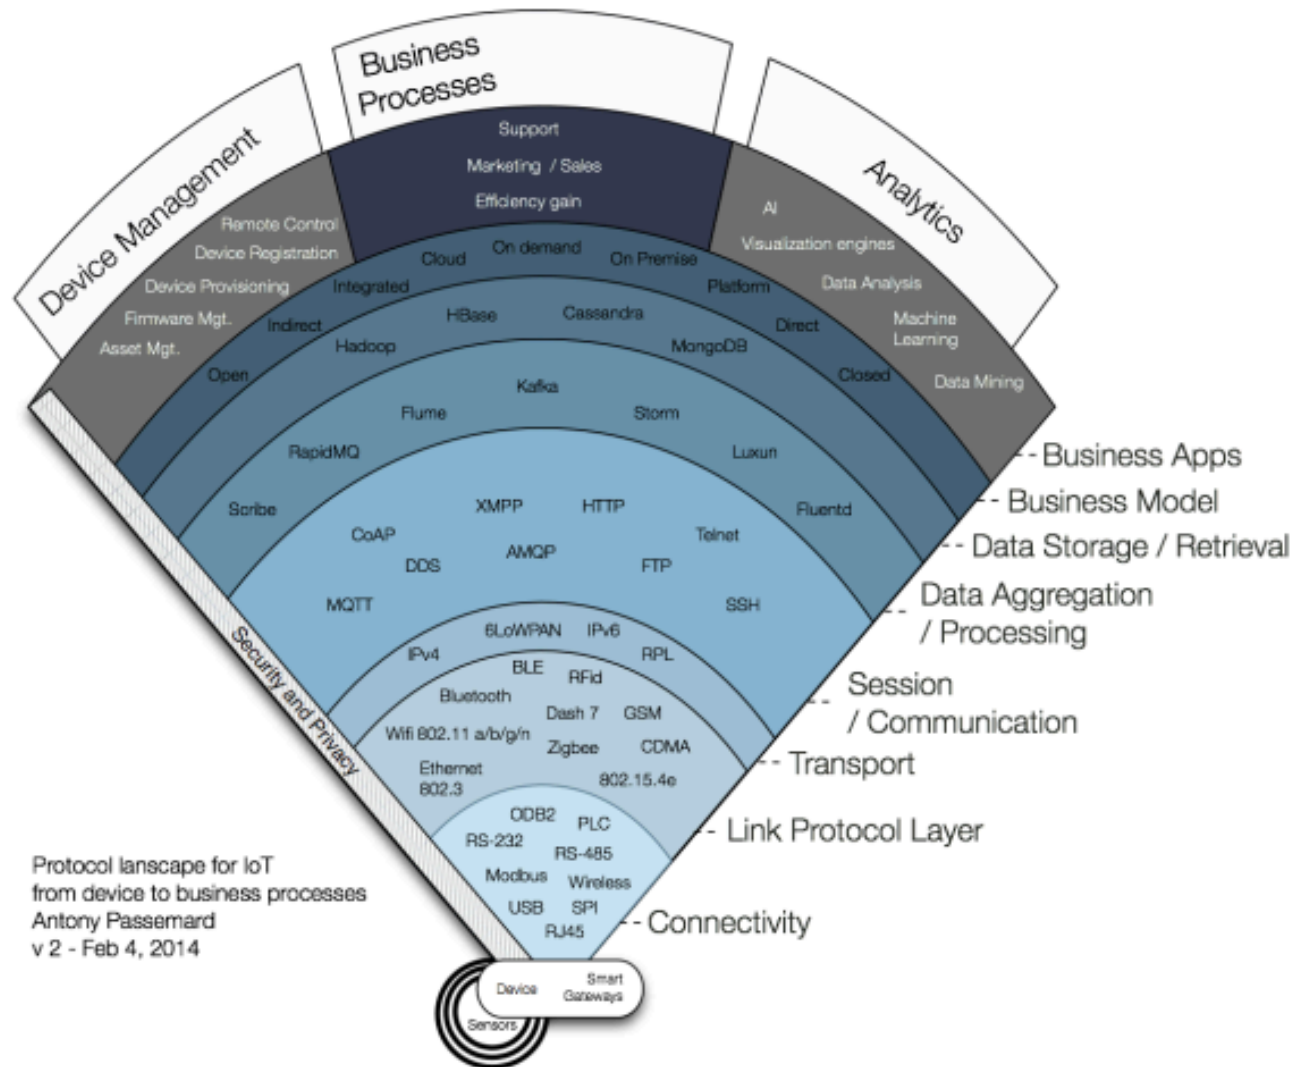 Business
Processes
Device Management
Analytics
Support
Marketing / Sales
Efficiency gain
Remote Control
Device Registration
Device Provisioning
Firmware Mgt.
Asset Mgt.
AI
Visualization engines
Data Analysis
Machine
Learning
Data Mining
Open
Indirect
Integrated
Cloud
On demand
On Premise
Platform
Direct
Closed
Hadoop
HBase
Cassandra
MongoDB
Scribe
RapidMQ
Flume
Kafka
Storm
Luxun
Fluentd
XMPP
HTTP
CoAP
Telnet
AMQP
DDS
FTP
MQTT
SSH
6LoWPAN
IPv6
IPv4
RPL
BLE
RFid
Bluetooth
Dash 7
GSM
Wifi 802.11 a/b/g/n
Zigbee
CDMA
Ethernet
802.3
802.15.4e
ODB2
PLC
RS-232
RS-485
Modbus
Wireless
USB
SPI
RJ45
Security and Privacy
Business Apps
Business Model
Data Storage / Retrieval
Data Aggregation
/ Processing
Session
/ Communication
Transport
Link Protocol Layer
Connectivity
Protocol lanscape for IoT
from device to business processes
Antony Passemard
v 2 - Feb 4, 2014
Device
Smart
Gateways
Sensors